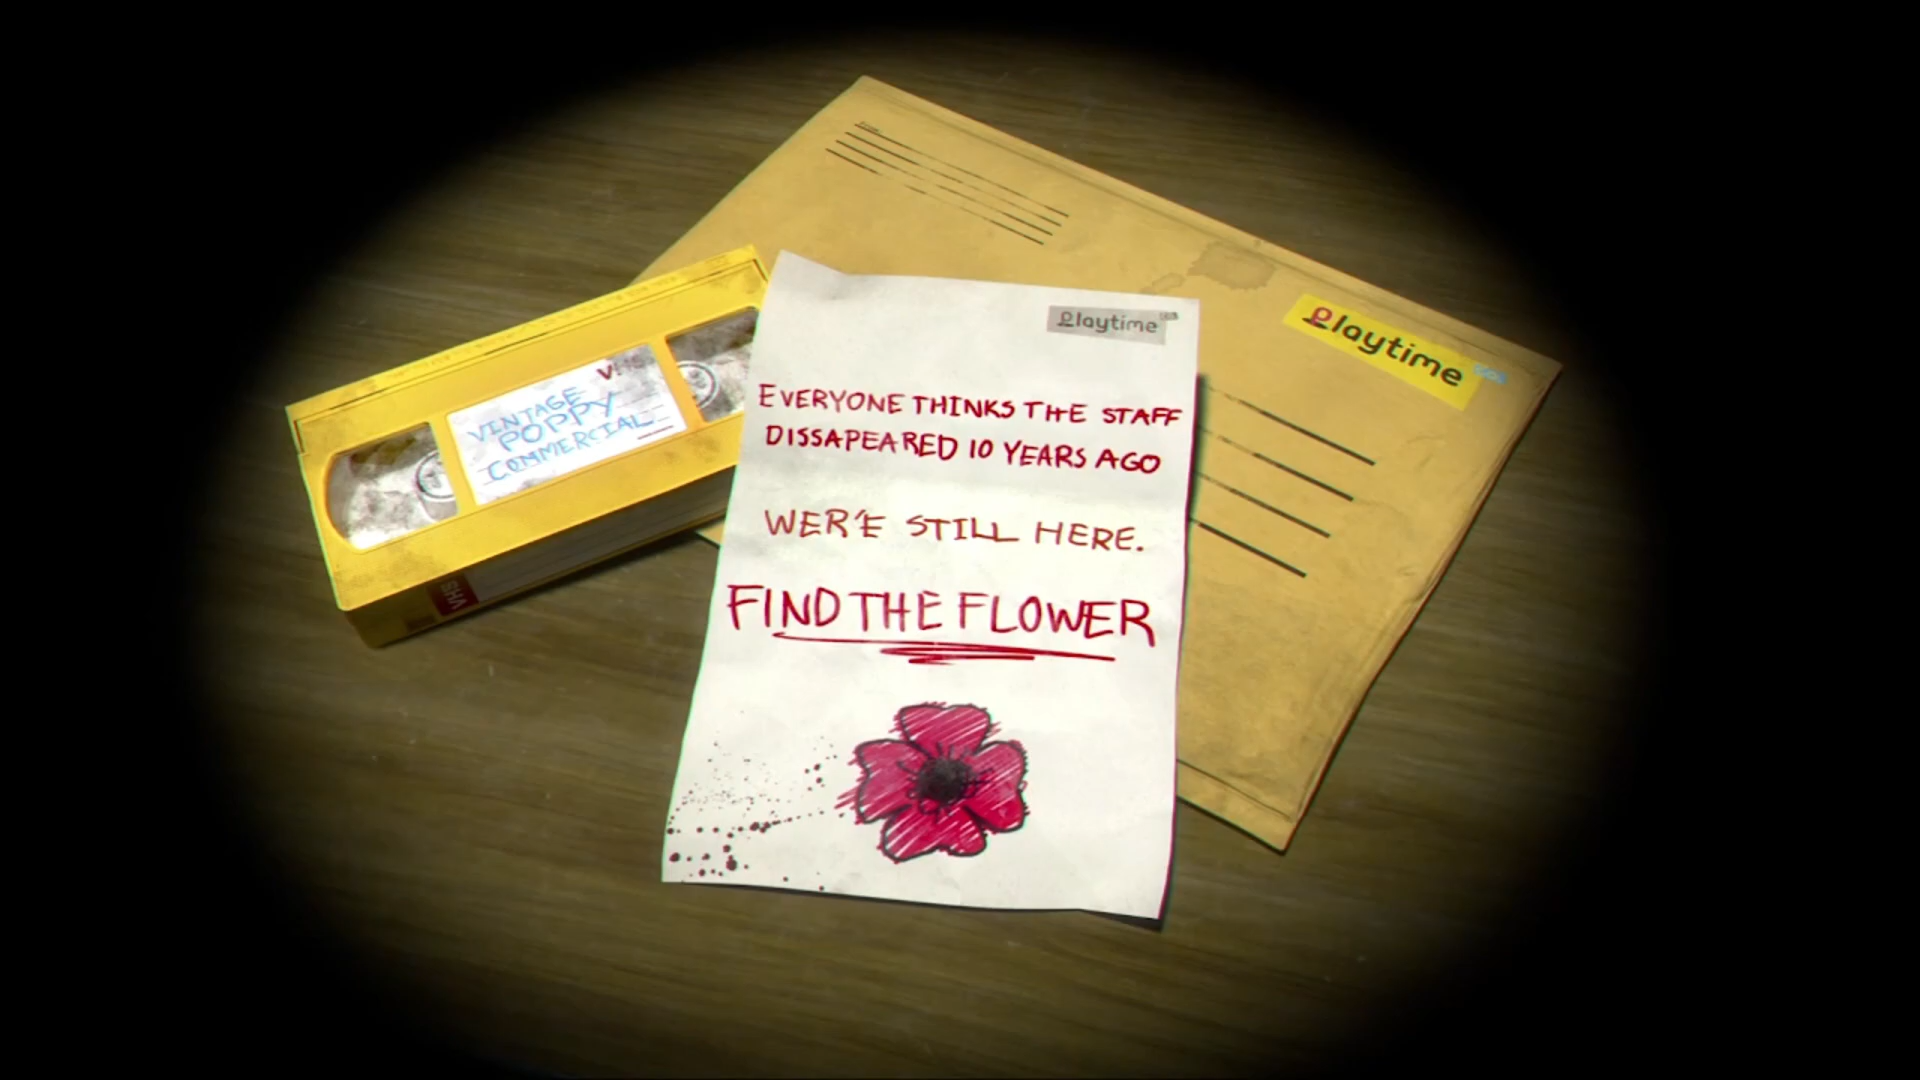 Playtime
Playtime
VHS
VINTAGE
POPPY
COMMERCIAL
VHS
EVERYONE THINKS THE STAFF
DISSAPEARED 10 YEARS AGO
WER'E STILL HERE.
FIND THE FLOWER